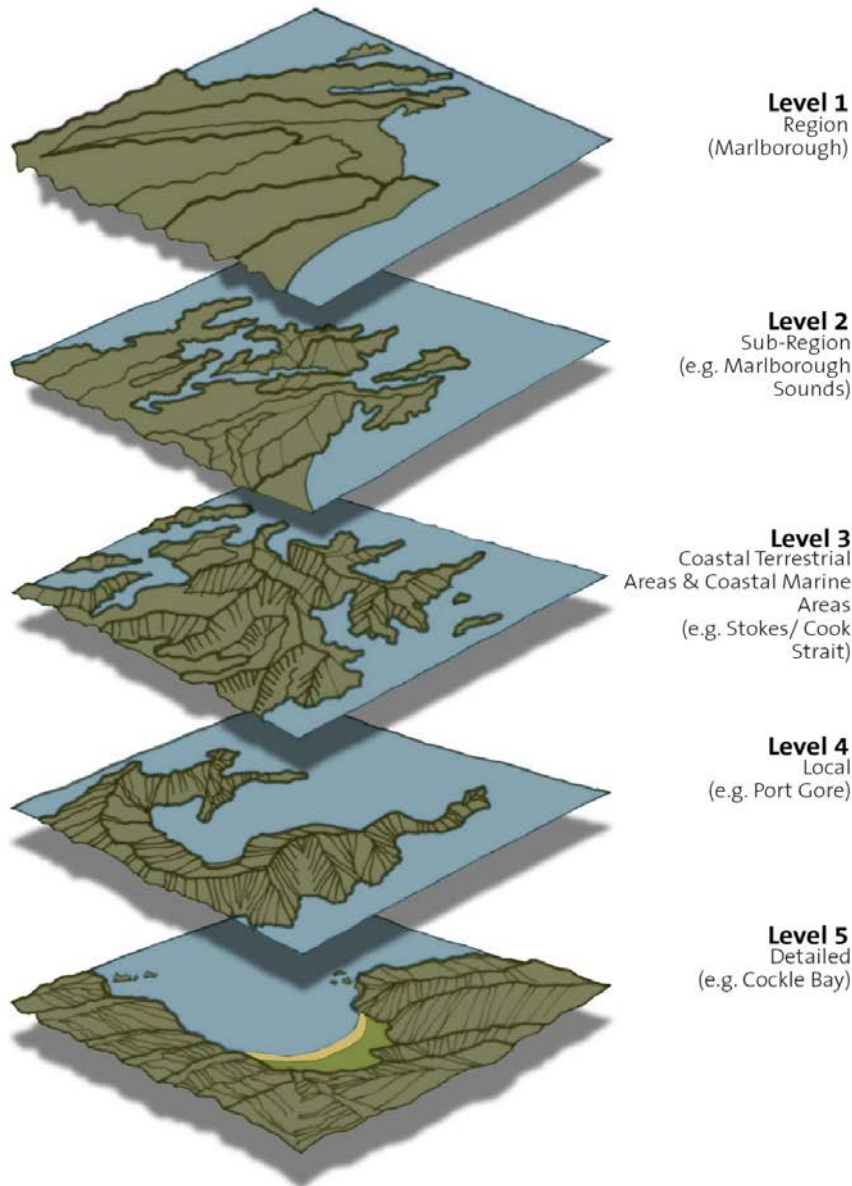 Level 1
Region
(Marlborough)
Level 2
Sub-Region
(e.g. Marlborough
Sounds)
Level 3
Coastal Terrestrial
Areas & Coastal Marine
Areas
(e.g. Stokes/ Cook
Strait)
Level 4
Local
(e.g. Port Gore)
Level 5
Detailed
(e.g. Cockle Bay)